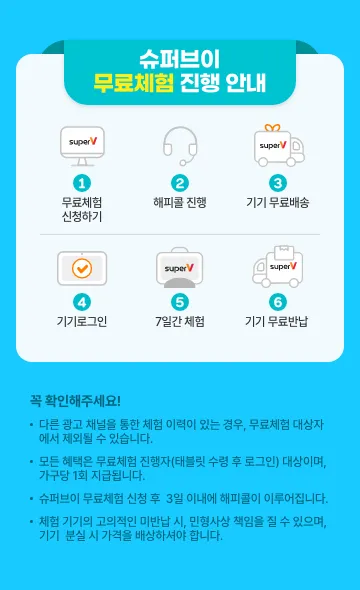 슈퍼브이
무료체험 진행 안내
superV
superV
superV
1
2
3
무료체험
신청하기
해피콜 진행
기기 무료배송
superV
superV
4
5
6
기기로그인
7일간 체험
기기 무료반납
꼭 확인해주세요!
• 다른 광고 채널을 통한 체험 이력이 있는 경우, 무료체험 대상자
에서 제외될 수 있습니다.
• 모든 혜택은 무료체험 진행자(태블릿 수령 후 로그인) 대상이며,
가구당 1회 지급됩니다.
• 슈퍼브이 무료체험 신청 후 3일 이내에 해피콜이 이루어집니다.
• 체험 기기의 고의적인 미반납 시, 민형사상 책임을 질 수 있으며,
기기 분실 시 가격을 배상하셔야 합니다.